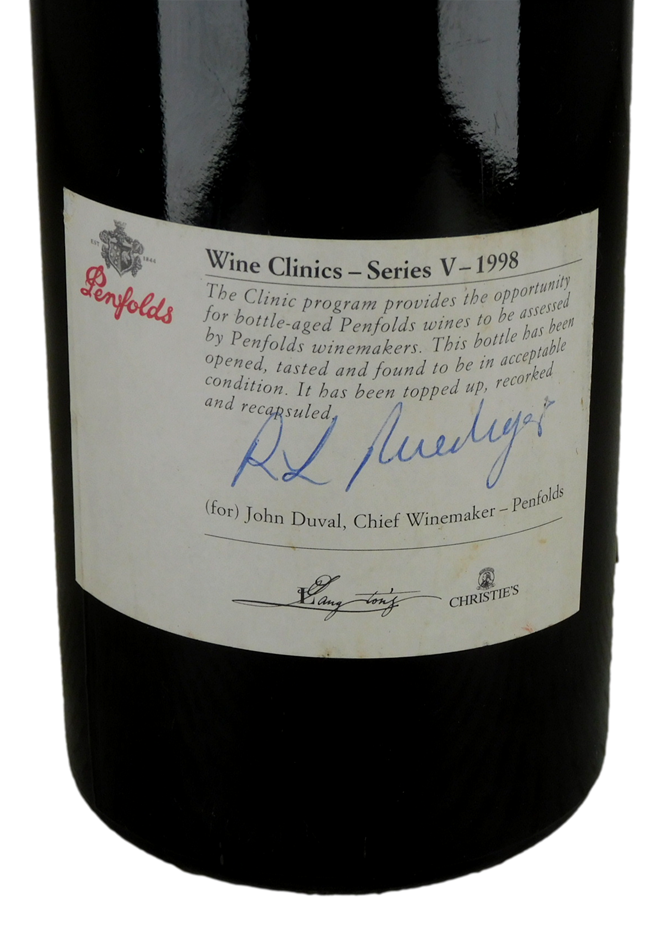 EST. 1844
Penfolds
Wine Clinics – Series V – 1998
The Clinic program provides the opportunity
for bottle-aged Penfolds wines to be assessed
by Penfolds winemakers. This bottle has been
opened, tasted and found to be in acceptable
condition. It has been topped up, recorked
and recapsuled.
(for) John Duval, Chief Winemaker – Penfolds
Langton's
CHRISTIE'S